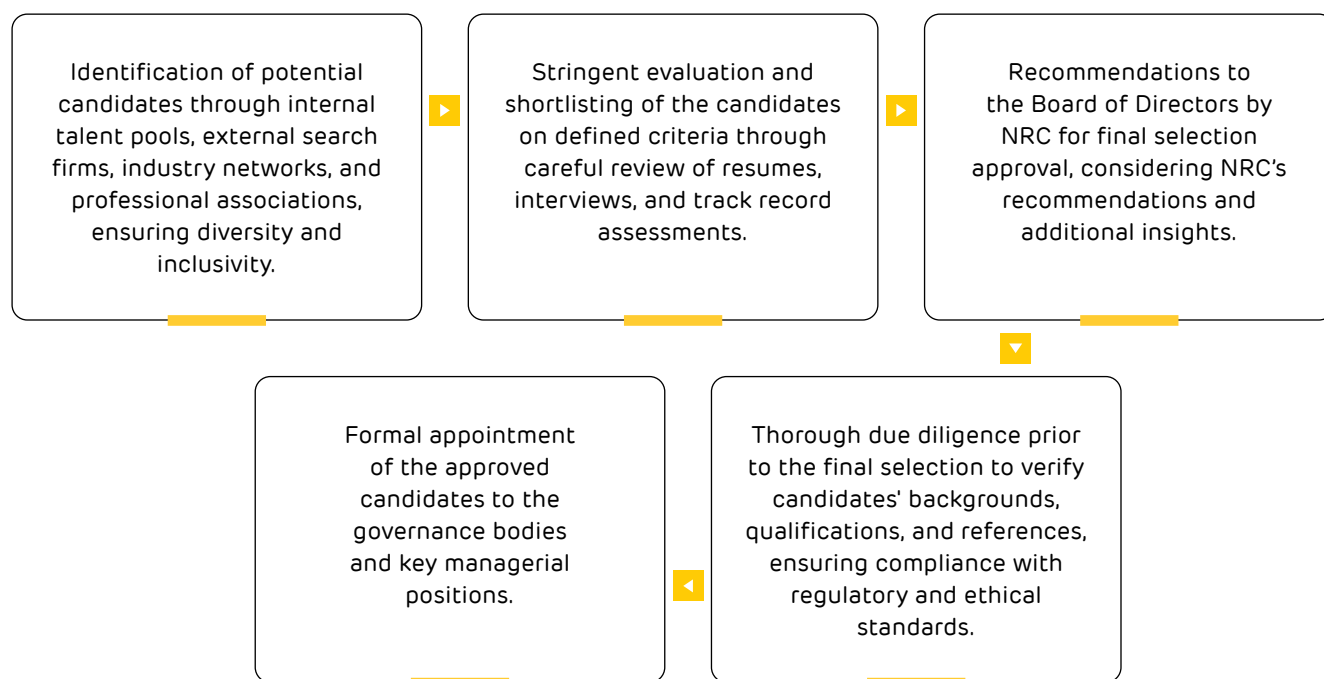 Identification of potential
candidates through internal
talent pools, external search
firms, industry networks, and
professional associations,
ensuring diversity and
inclusivity.
Stringent evaluation and
shortlisting of the candidates
on defined criteria through
careful review of resumes,
interviews, and track record
assessments.
Recommendations to
the Board of Directors by
NRC for final selection
approval, considering NRC's
recommendations and
additional insights.
Thorough due diligence prior
to the final selection to verify
candidates' backgrounds,
qualifications, and references,
ensuring compliance with
regulatory and ethical
standards.
Formal appointment
of the approved
candidates to the
governance bodies
and key managerial
positions.